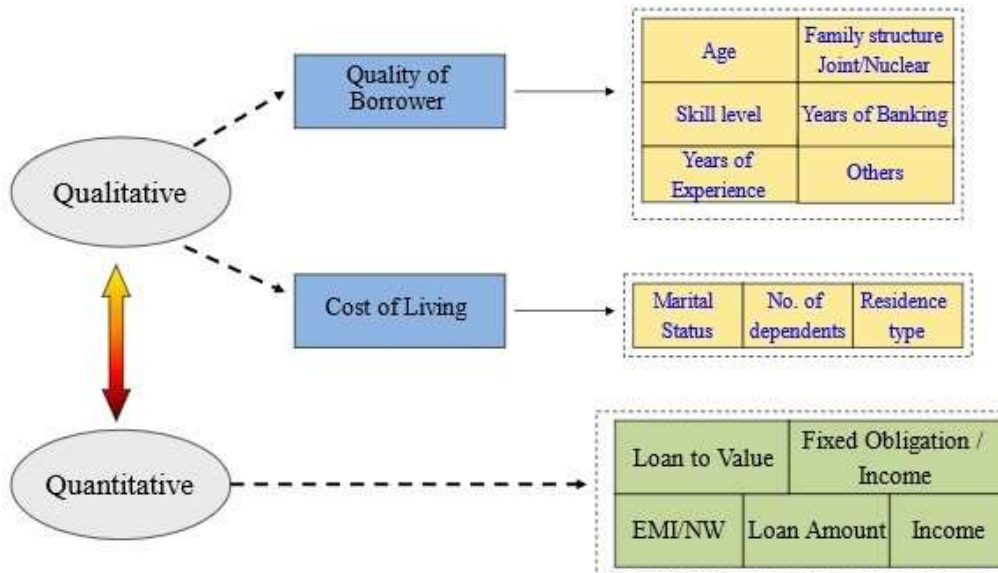 Qualitative
Quality of
Borrower
Age
Family structure
Joint/Nuclear
Skill level
Years of Banking
Years of
Experience
Others
Cost of Living
Marital
Status
No. of
dependents
Residence
type
Quantitative
Loan to Value
Fixed Obligation /
Income
EMI/NW
Loan Amount
Income